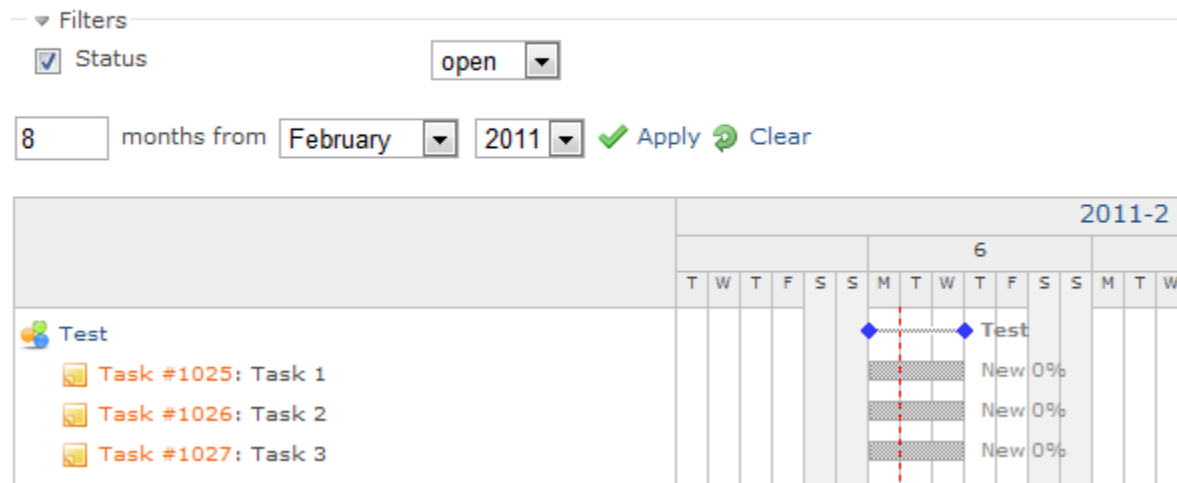 Filters
Status open
8 months from February 2011 Apply Clear
2011-2
6
T W T F S S M T W T F S S M T W
Test Test
Task #1025: Task 1 New 0%
Task #1026: Task 2 New 0%
Task #1027: Task 3 New 0%